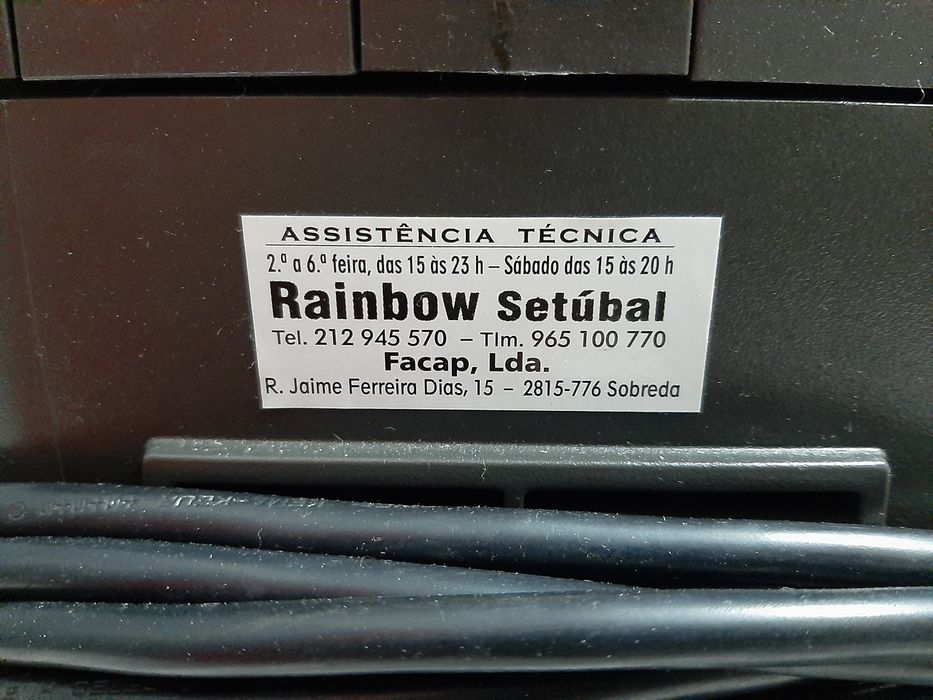 ASSISTÊNCIA TÉCNICA
2.ª a 6.ª feira, das 15 às 23 h – Sábado das 15 às 20 h
Rainbow Setúbal
Tel. 212 945 570 – Tlm. 965 100 770
Facap, Lda.
R. Jaime Ferreira Dias, 15 – 2815-776 Sobreda